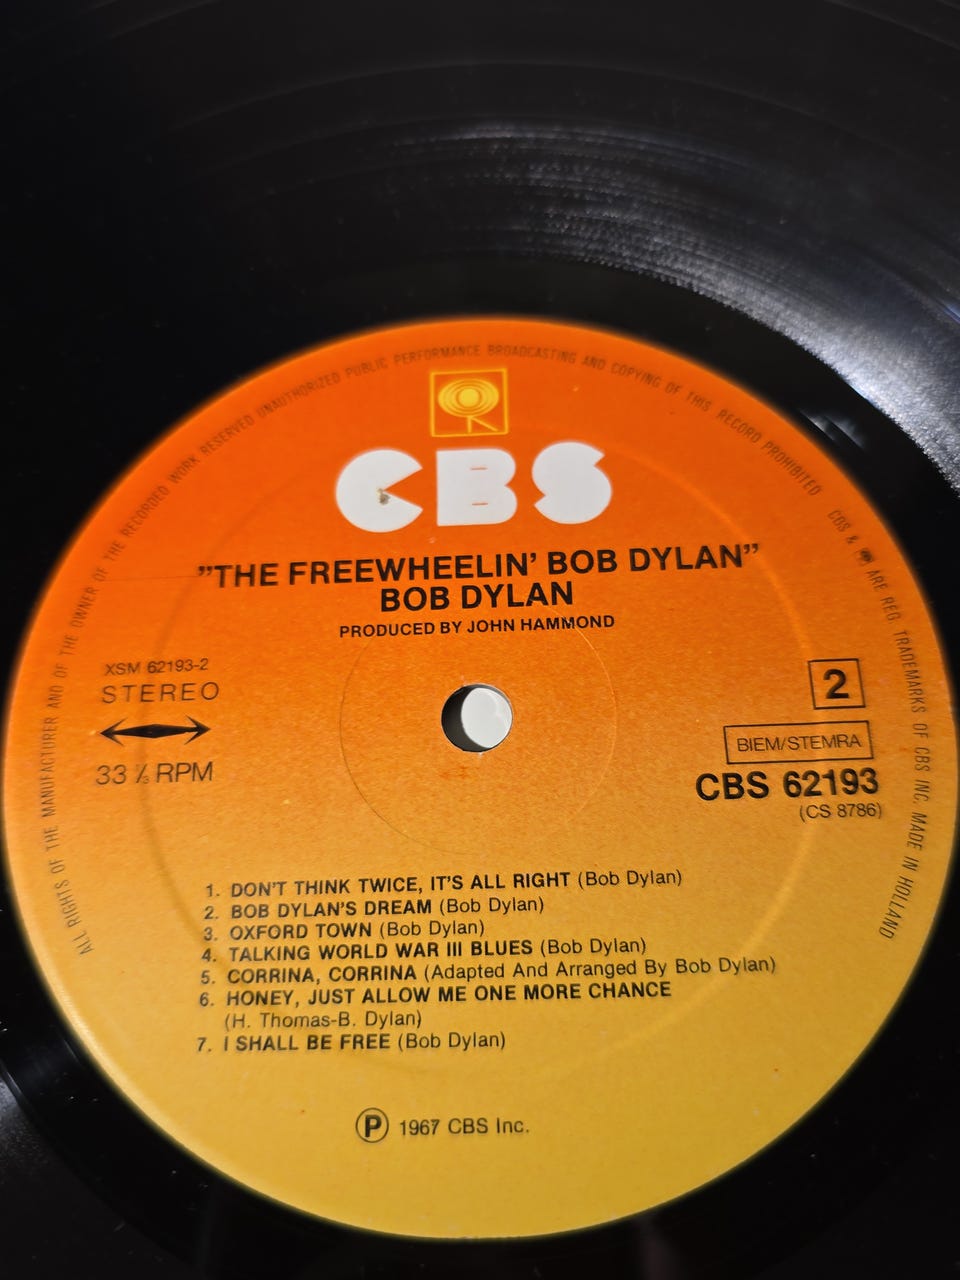 ALL RIGHTS OF THE MANUFACTURER AND OF THE OWNER OF THE RECORDED WORK RESERVED UNAUTHORIZED PUBLIC PERFORMANCE BROADCASTING AND COPYING OF THIS RECORD PROHIBITED
CBS & ARE REG. TRADEMARKS OF CBS INC. MADE IN HOLLAND
CBS
"THE FREEWHEELIN' BOB DYLAN"
BOB DYLAN
PRODUCED BY JOHN HAMMOND
XSM 62193-2
STEREO
33 ⅓ RPM
2
BIEM/STEMRA
CBS 62193
(CS 8786)
1. DON'T THINK TWICE, IT'S ALL RIGHT (Bob Dylan)
2. BOB DYLAN'S DREAM (Bob Dylan)
3. OXFORD TOWN (Bob Dylan)
4. TALKING WORLD WAR III BLUES (Bob Dylan)
5. CORRINA, CORRINA (Adapted And Arranged By Bob Dylan)
6. HONEY, JUST ALLOW ME ONE MORE CHANCE
(H. Thomas-B. Dylan)
7. I SHALL BE FREE (Bob Dylan)
Ⓟ 1967 CBS Inc.